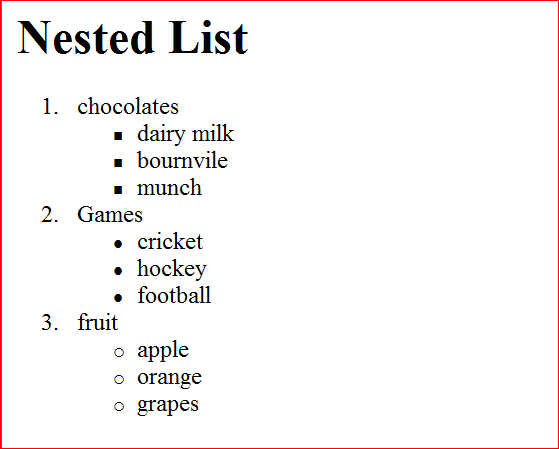 Nested List
1. chocolates
▪ dairy milk
▪ bournvile
▪ munch
2. Games
• cricket
• hockey
• football
3. fruit
○ apple
○ orange
○ grapes